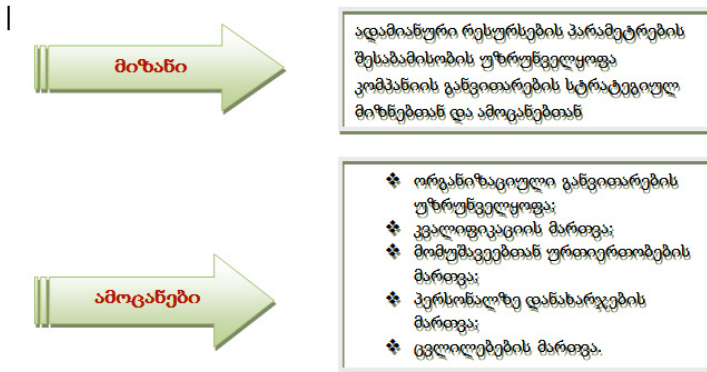 მიზანი
ადამიანური რესურსების პარამეტრების
შესაბამისობის უზრუნველყოფა
კომპანიის განვითარების სტრატეგიულ
მიზნებთან და ამოცანებთან
ამოცანები
❖ ორგანიზაციული განვითარების
უზრუნველყოფა;
❖ კვალიფიკაციის მართვა;
❖ მომუშავეებთან ურთიერთობების
მართვა;
❖ პერსონალზე დანახარჯების
მართვა;
❖ ცვლილებების მართვა.